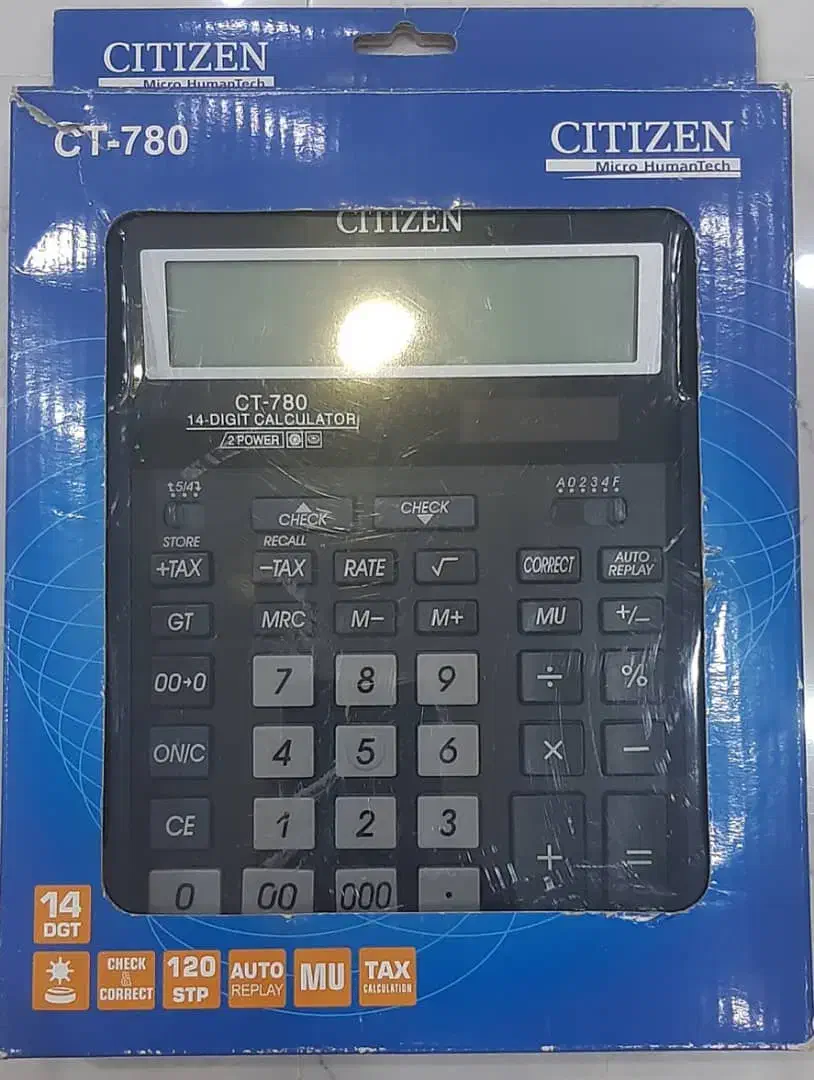 CITIZEN
Micro HumanTech
CT-780
CITIZEN
Micro HumanTech
CITIZEN
CT-780
14-DIGIT CALCULATOR
2 POWER
5/4
A 0 2 3 4 F
CHECK
CHECK
STORE
RECALL
+TAX
−TAX
RATE
√
CORRECT
AUTO REPLAY
GT
MRC
M−
M+
MU
+/−
00→0
7
8
9
÷
%
ON/C
4
5
6
×
−
CE
1
2
3
+
=
0
00
000
.
14
DGT
CHECK
&
CORRECT
120
STP
AUTO
REPLAY
MU
TAX
CALCULATION